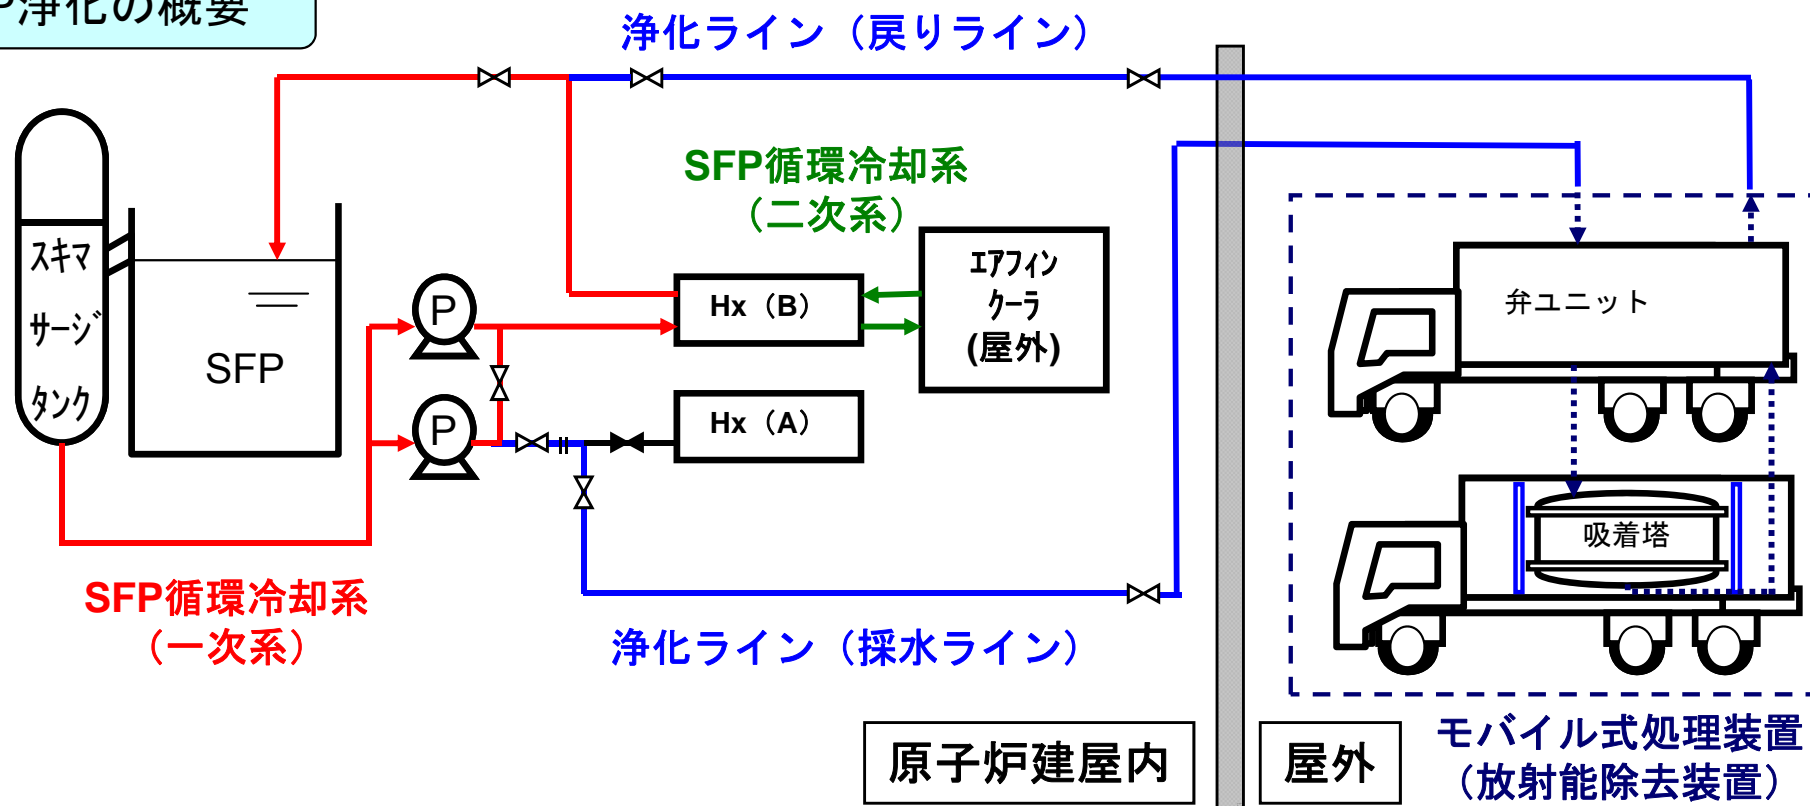 P浄化の概要
浄化ライン（戻りライン）
SFP循環冷却系
（二次系）
スキマ
サージ
タンク
SFP
P
P
Hx（B）
Hx（A）
エアフィン
クーラ
(屋外)
弁ユニット
吸着塔
SFP循環冷却系
（一次系）
浄化ライン（採水ライン）
原子炉建屋内
屋外
モバイル式処理装置
（放射能除去装置）